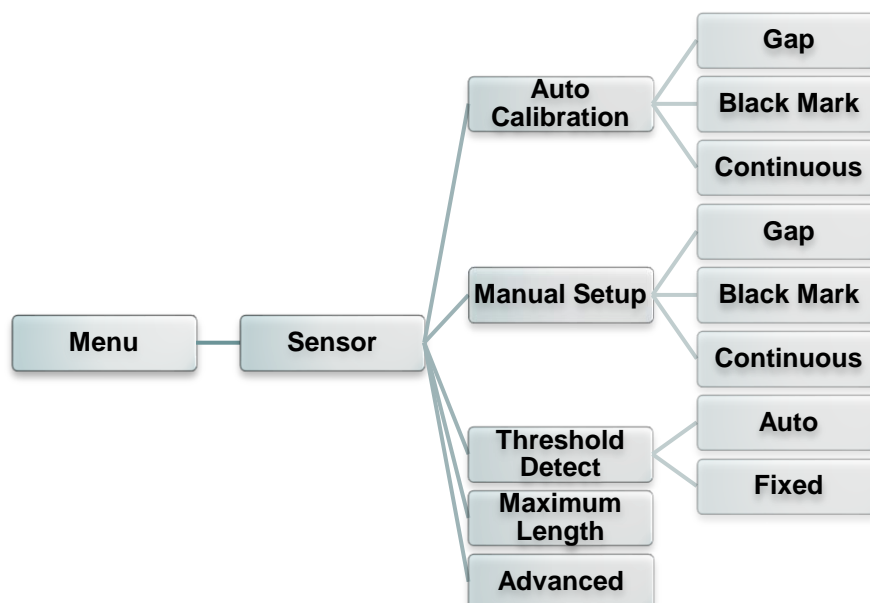 Menu
Sensor
Auto
Calibration
Gap
Black Mark
Continuous
Manual Setup
Gap
Black Mark
Continuous
Threshold
Detect
Auto
Fixed
Maximum
Length
Advanced